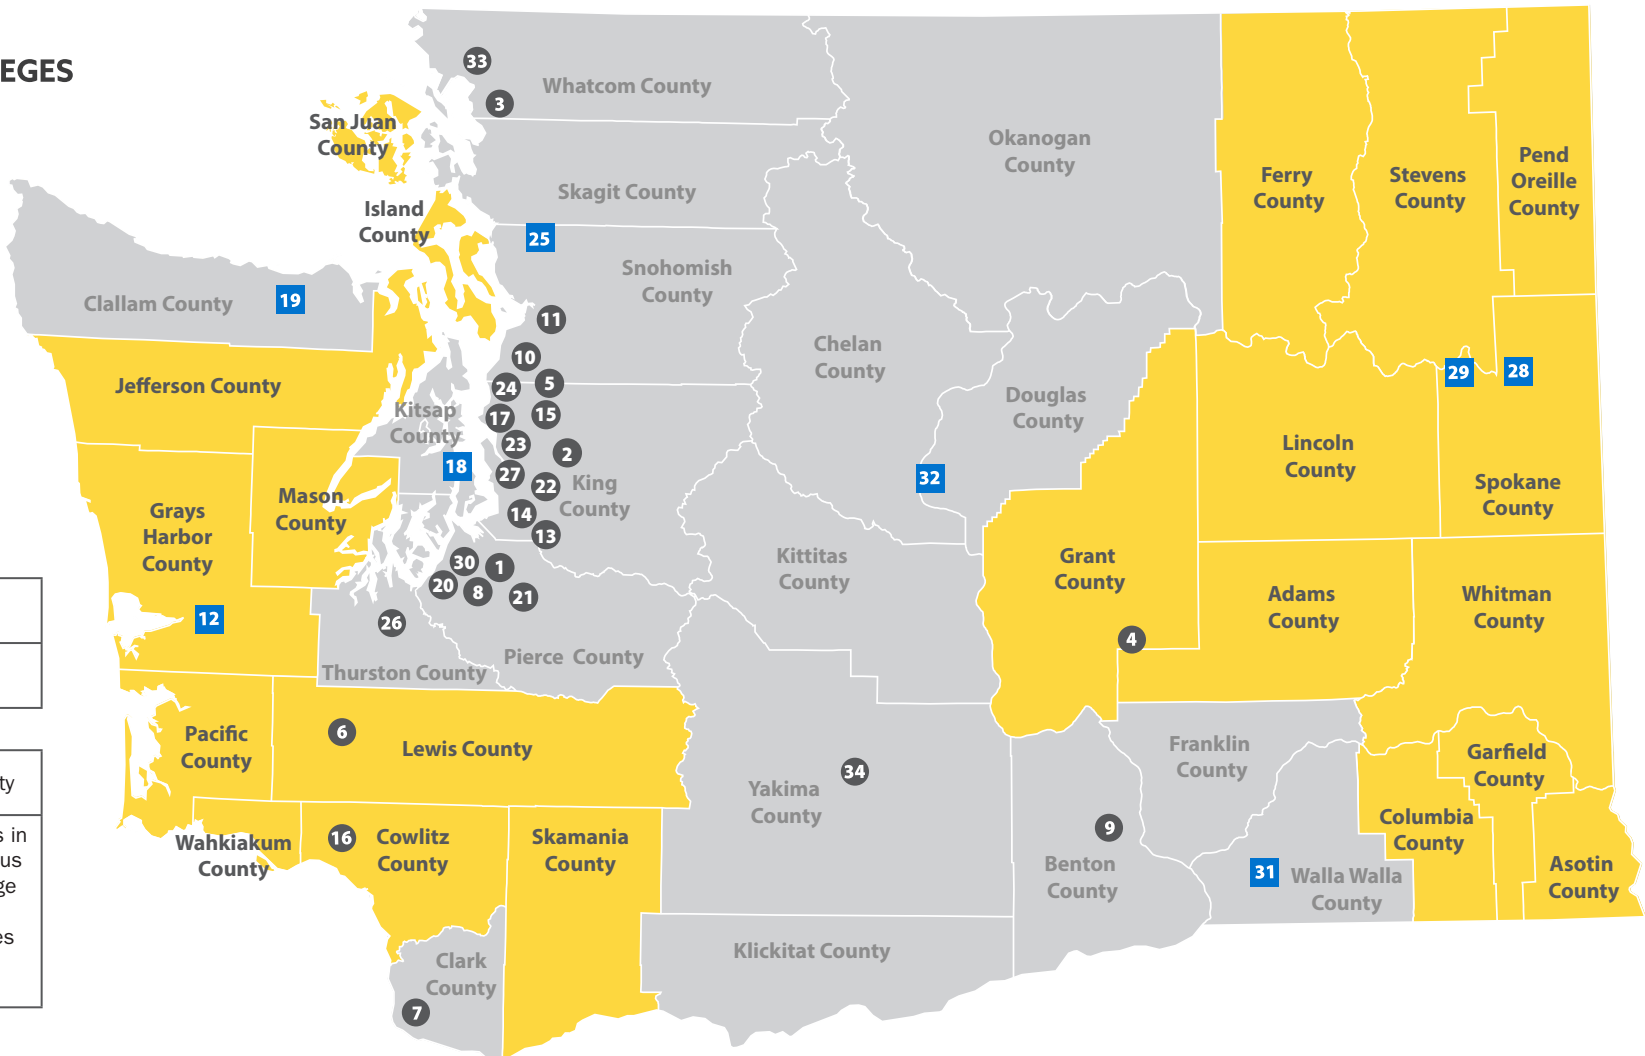 EGES
33
Whatcom County
3
San Juan
County
Okanogan
County
Skagit County
Ferry
County
Stevens
County
Pend
Oreille
County
Island
County
25
Snohomish
County
Clallam County
19
11
10
Chelan
County
24
5
Jefferson County
Kitsap
County
17
15
23
2
18
27
22
King
County
14
13
Douglas
County
29
28
32
Lincoln
County
Spokane
County
Mason
County
Grays
Harbor
County
12
30
1
20
8
21
26
Kittitas
County
Grant
County
4
Adams
County
Whitman
County
Thurston County
Pierce County
Pacific
County
6
Lewis County
Yakima
County
34
Franklin
County
Garfield
County
ty
s in
us
ge
es
Wahkiakum
County
16
Cowlitz
County
Skamania
County
9
Benton
County
31
Walla Walla
County
Columbia
County
Asotin
County
Clark
County
7
Klickitat County